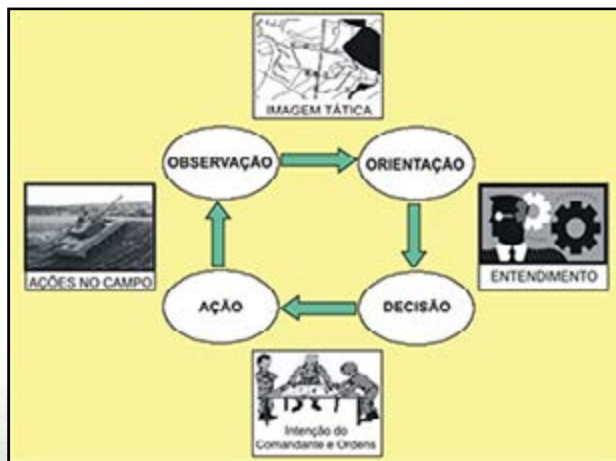 IMAGEM TÁTICA
OBSERVAÇÃO
ORIENTAÇÃO
AÇÕES NO CAMPO
ENTENDIMENTO
AÇÃO
DECISÃO
Intenção do
Comandante e Ordens